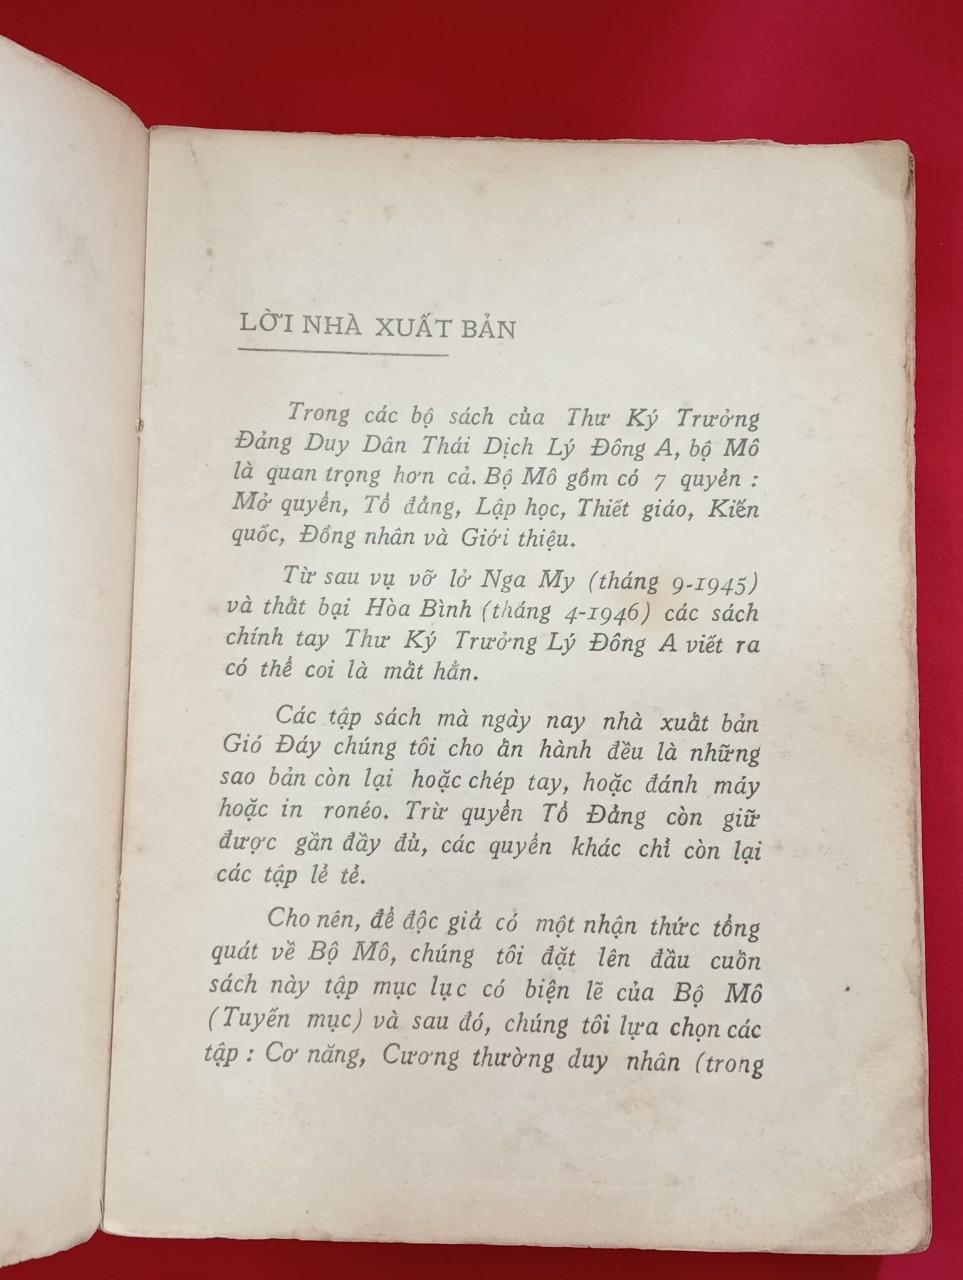 LỜI NHÀ XUẤT BẢN
Trong các bộ sách của Thư Ký Trưởng
Đảng Duy Dân Thái Dịch Lý Đông A, bộ Mô
là quan trọng hơn cả. Bộ Mô gồm có 7 quyển :
Mở quyển, Tổ đảng, Lập học, Thiết giáo, Kiến
quốc, Đồng nhân và Giới thiệu.
Từ sau vụ vỡ lở Nga My (tháng 9-1945)
và thất bại Hòa Bình (tháng 4-1946) các sách
chính tay Thư Ký Trưởng Lý Đông A viết ra
có thể coi là mất hẳn.
Các tập sách mà ngày nay nhà xuất bản
Gió Đáy chúng tôi cho ấn hành đều là những
sao bản còn lại hoặc chép tay, hoặc đánh máy
hoặc in ronéo. Trừ quyển Tổ Đảng còn giữ
được gần đầy đủ, các quyển khác chỉ còn lại
các tập lẻ tẻ.
Cho nên, để độc giả có một nhận thức tổng
quát về Bộ Mô, chúng tôi đặt lên đầu cuốn
sách này tập mục lục có biện lẽ của Bộ Mô
(Tuyến mục) và sau đó, chúng tôi lựa chọn các
tập : Cơ năng, Cương thường duy nhân (trong